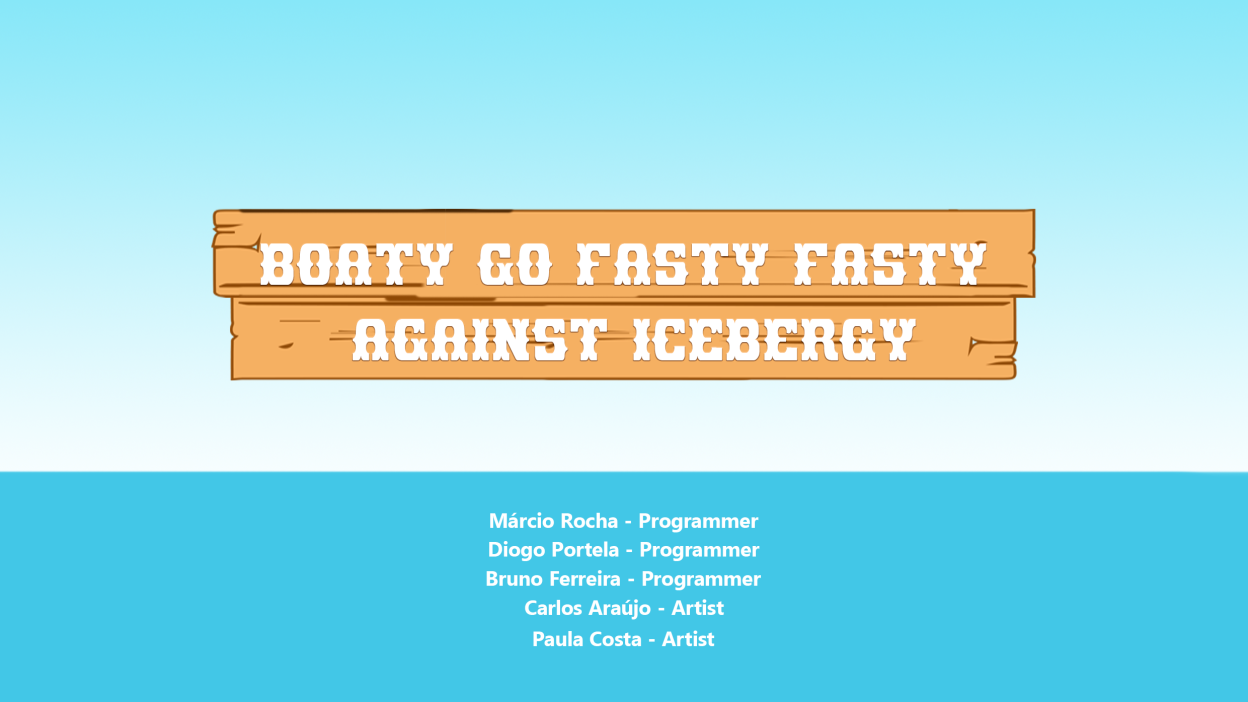 BOATY GO FASTY FASTY
AGAINST ICEBERGY
Márcio Rocha - Programmer
Diogo Portela - Programmer
Bruno Ferreira - Programmer
Carlos Araújo - Artist
Paula Costa - Artist